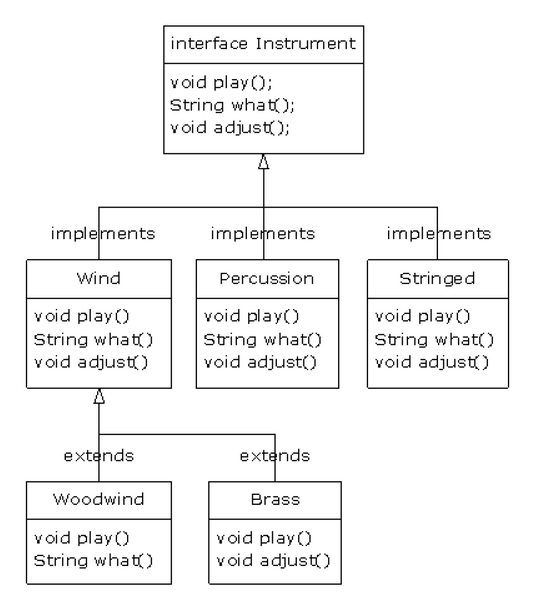 interface Instrument
void play();
String what();
void adjust();
implements
implements
implements
Wind
void play()
String what()
void adjust()
Percussion
void play()
String what()
void adjust()
Stringed
void play()
String what()
void adjust()
extends
extends
Woodwind
void play()
String what()
Brass
void play()
void adjust()